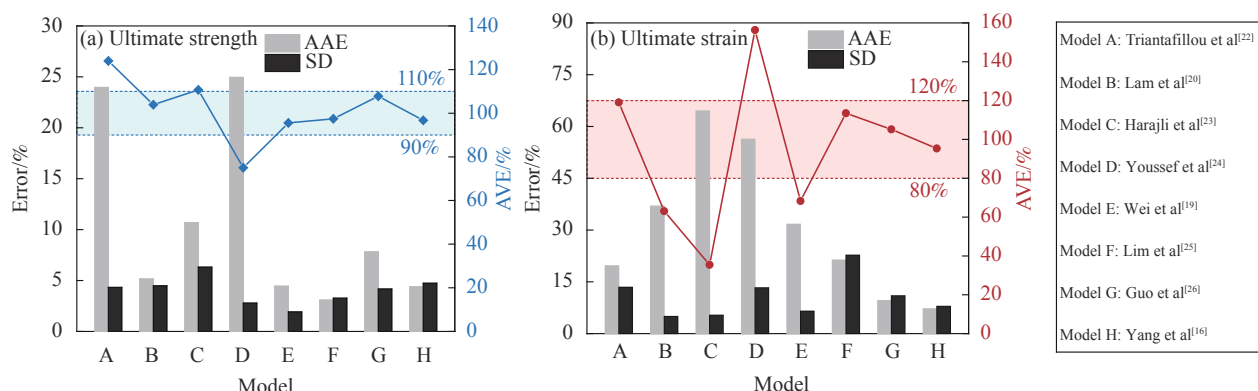 (a) Ultimate strength
AAE
SD
110%
90%
Error/%
30
25
20
15
10
5
0
AVE/%
140
120
100
80
60
40
20
0
A B C D E F G H
Model
(b) Ultimate strain
AAE
SD
120%
80%
Error/%
90
75
60
45
30
15
0
AVE/%
160
140
120
100
80
60
40
20
0
A B C D E F G H
Model
Model A: Triantafillou et al[22]
Model B: Lam et al[20]
Model C: Harajli et al[23]
Model D: Youssef et al[24]
Model E: Wei et al[19]
Model F: Lim et al[25]
Model G: Guo et al[26]
Model H: Yang et al[16]